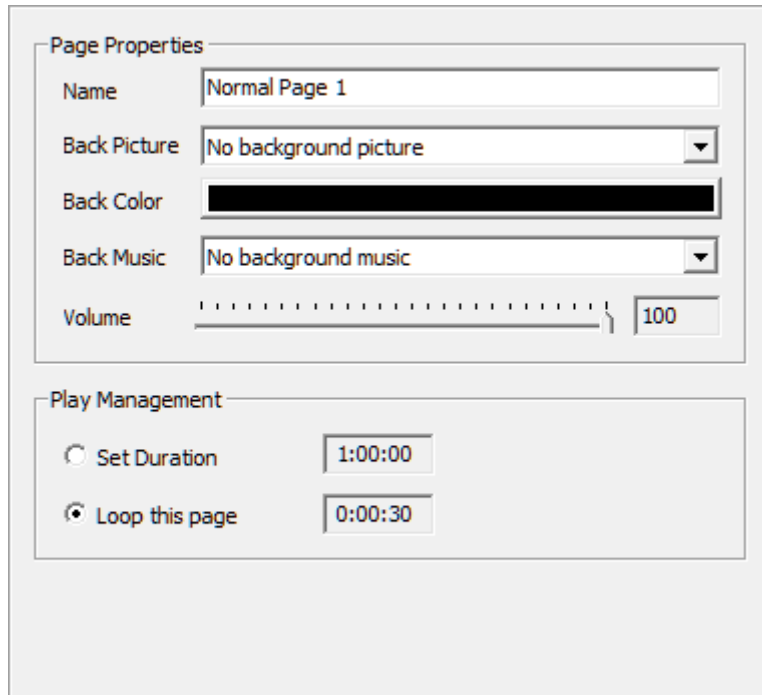 Page Properties
Name Normal Page 1
Back Picture No background picture
Back Color
Back Music No background music
Volume 100
Play Management
Set Duration 1:00:00
Loop this page 0:00:30